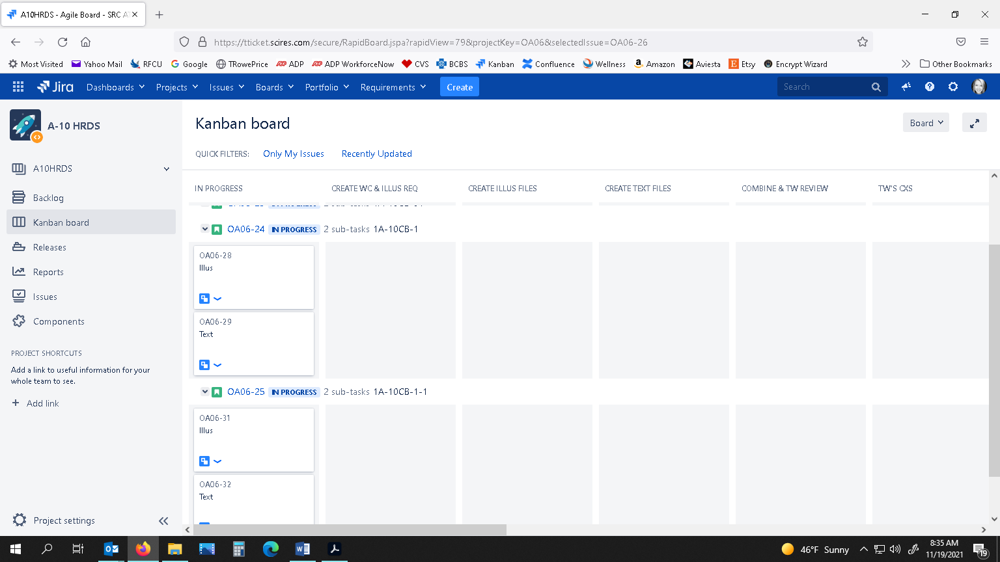 A10HRDS - Agile Board - SRC AT
https://tticket.scires.com/secure/RapidBoard.jspa?rapidView=79&projectKey=OA06&selectedIssue=OA06-26
Most Visited Yahoo Mail RFCU Google TRowePrice ADP ADP WorkforceNow CVS BCBS Kanban Confluence Wellness Amazon Aviesta Etsy Encrypt Wizard Other Bookmarks
Jira Dashboards Projects Issues Boards Portfolio Requirements Create Search
A-10 HRDS
A10HRDS
Backlog
Kanban board
Releases
Reports
Issues
Components
PROJECT SHORTCUTS
Add a link to useful information for your
whole team to see.
+ Add link
Project settings
Kanban board
Board
QUICK FILTERS: Only My Issues Recently Updated
IN PROGRESS CREATE WC & ILLUS REQ CREATE ILLUS FILES CREATE TEXT FILES COMBINE & TW REVIEW TW'S CXS
OA06-24 IN PROGRESS 2 sub-tasks 1A-10CB-1
OA06-28
Illus
OA06-29
Text
OA06-25 IN PROGRESS 2 sub-tasks 1A-10CB-1-1
OA06-31
Illus
OA06-32
Text
46°F Sunny
8:35 AM
11/19/2021
19